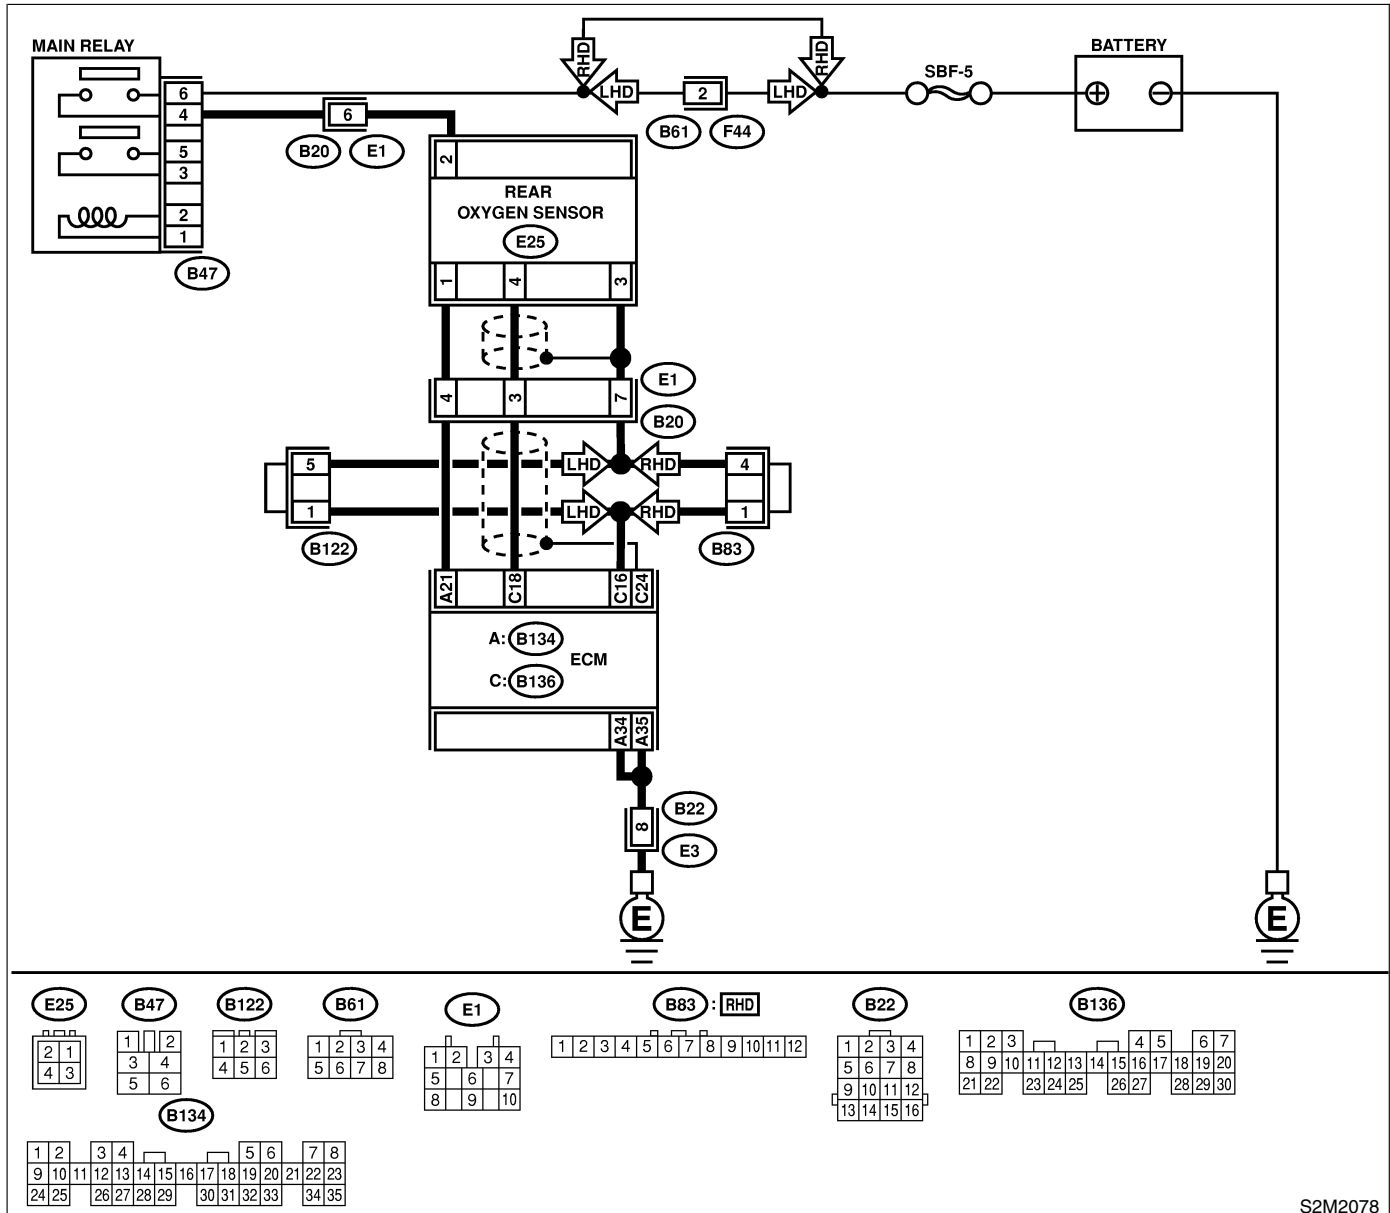 MAIN RELAY
BATTERY
SBF-5
RHD
RHD
LHD
2
LHD
B61
F44
6
4
5
3
2
1
B47
6
B20
E1
2
REAR
OXYGEN SENSOR
E25
1
4
3
E1
4
3
7
B20
5
LHD
RHD
4
1
LHD
RHD
1
B122
B83
A21
C18
C16
C24
A: B134
ECM
C: B136
A34
A35
B22
8
E3
E
E
E25
2 1
4 3
B47
1 2
3 4
5 6
B122
1 2 3
4 5 6
B61
1 2 3 4
5 6 7 8
E1
1 2 3 4
5 6 7
8 9 10
B83 : RHD
1 2 3 4 5 6 7 8 9 10 11 12
B22
1 2 3 4
5 6 7 8
9 10 11 12
13 14 15 16
B136
1 2 3 4 5 6 7
8 9 10 11 12 13 14 15 16 17 18 19 20
21 22 23 24 25 26 27 28 29 30
B134
1 2 3 4 5 6 7 8
9 10 11 12 13 14 15 16 17 18 19 20 21 22 23
24 25 26 27 28 29 30 31 32 33 34 35
S2M2078